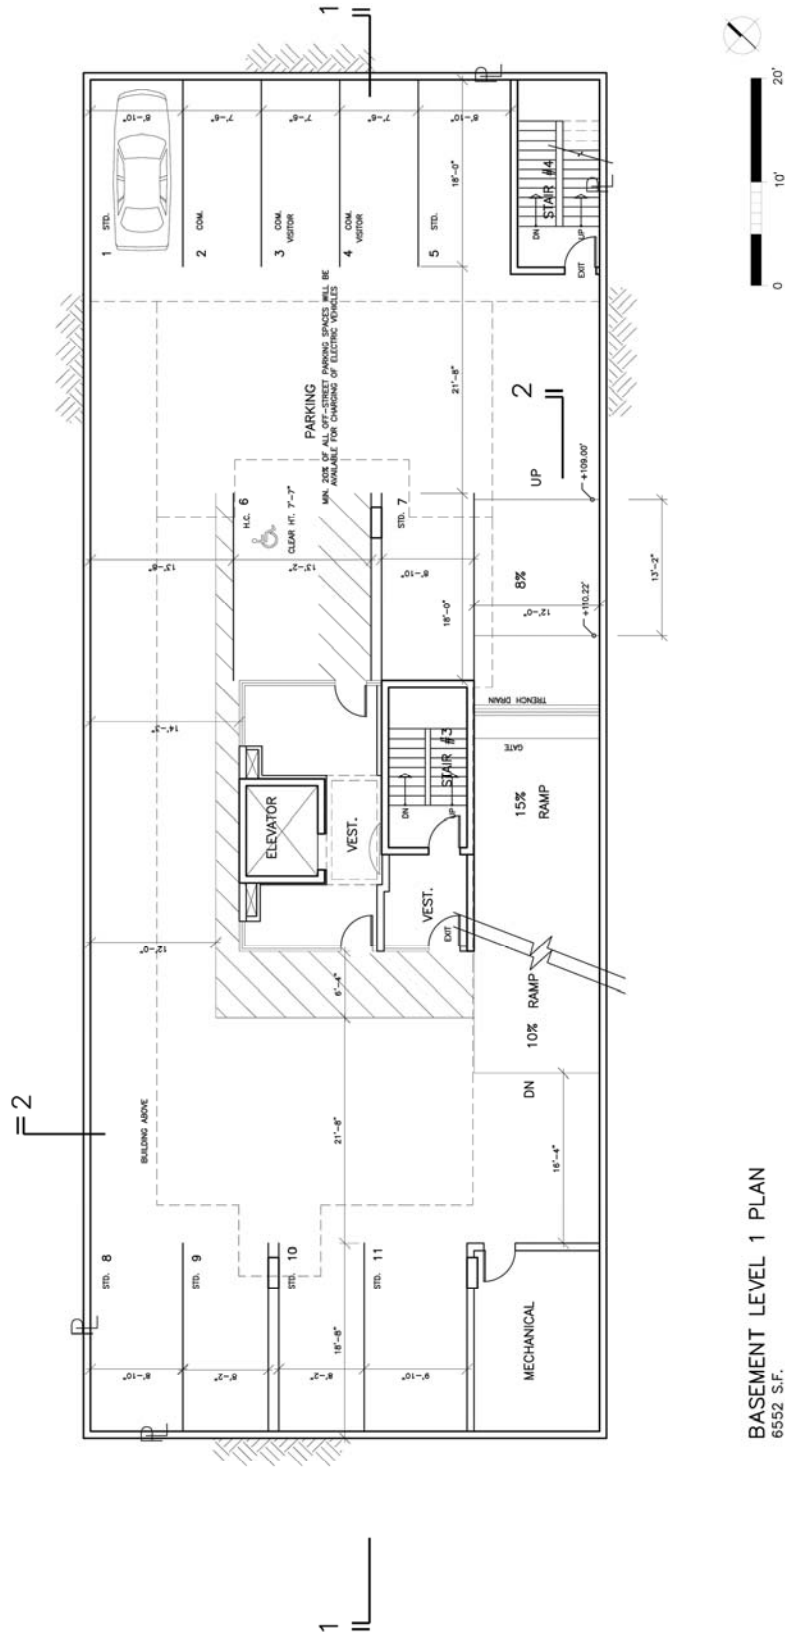 BASEMENT LEVEL 1 PLAN
6552 S.F.
0
10'
20'
1
1
2
2
PL
PL
PL
PL
STD. 8
STD. 9
STD. 10
STD. 11
8'-10"
8'-2"
8'-2"
9'-10"
18'-8"
MECHANICAL
BUILDING ABOVE
21'-8"
16'-4"
DN
10% RAMP
6'-4"
12'-0"
14'-3"
ELEVATOR
VEST.
VEST.
EXIT
STAIR #3
DN
UP
15%
RAMP
GATE
TRENCH DRAIN
+110.22'
12'-0"
8%
13'-2"
+109.00'
UP
18'-0"
8'-10"
STD. 7
13'-8"
13'-2"
H.C. 6
CLEAR HT. 7'-7"
PARKING
MIN. 20% OF ALL OFF-STREET PARKING SPACES WILL BE
AVAILABLE FOR CHARGING OF ELECTRIC VEHICLES
21'-8"
1 STD.
2 COM.
3 COM.
VISITOR
4 COM.
VISITOR
5 STD.
8'-10"
7'-6"
7'-6"
7'-6"
8'-10"
18'-0"
STAIR #4
DN
UP
EXIT